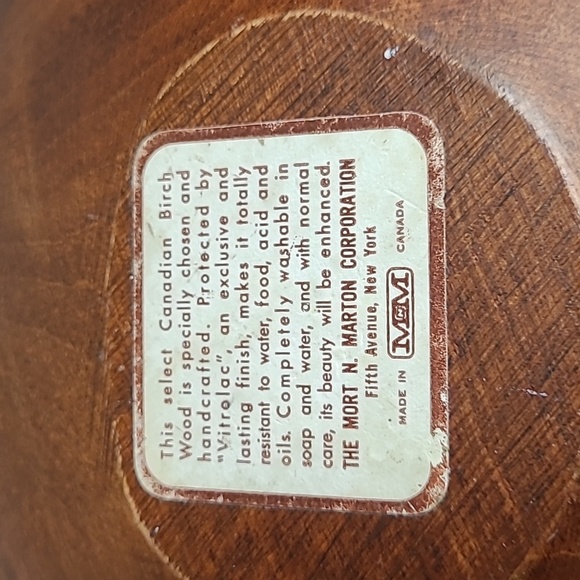 This select Canadian Birch
Wood is specially chosen and
handcrafted. Protected by
"Vitrolac", an exclusive and
lasting finish, makes it totally
resistant to water, food, acid and
oils. Completely washable in
soap and water, and with normal
care, its beauty will be enhanced.
THE MORT N. MARTON CORPORATION
Fifth Avenue, New York
MADE IN MCM CANADA